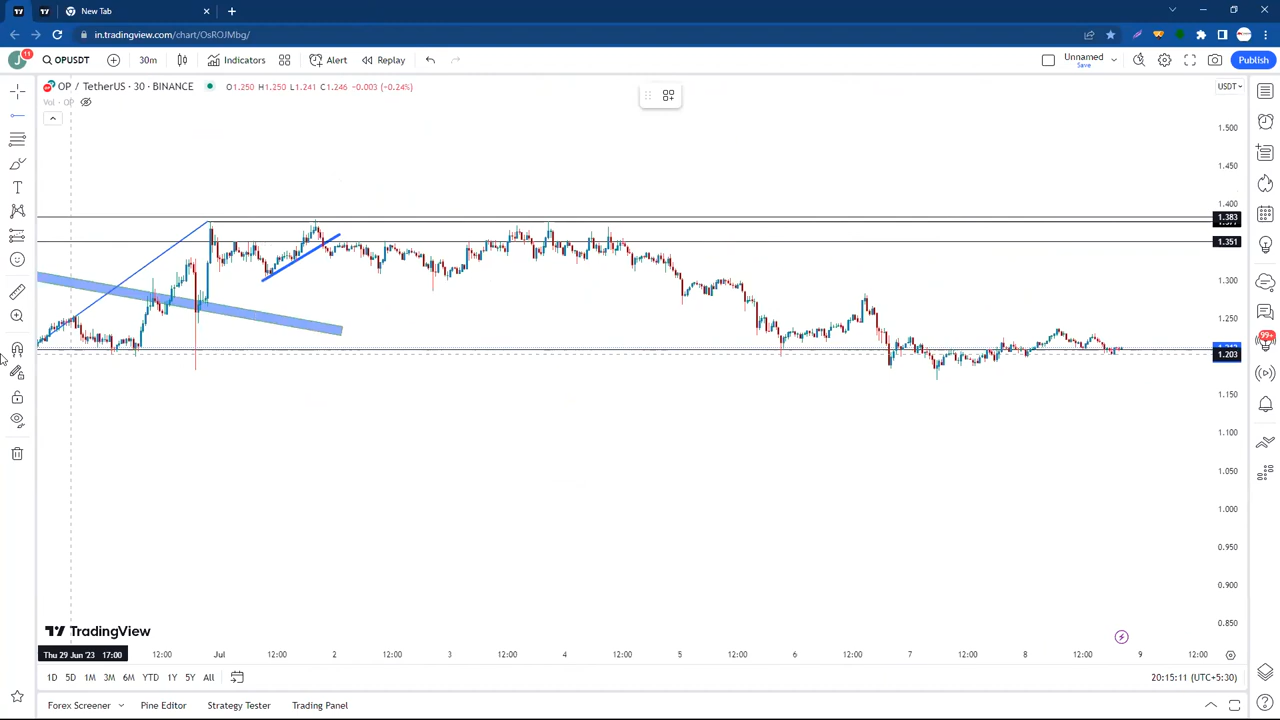 New Tab
in.tradingview.com/chart/OsROJMbg/
J 11 OPUSDT 30m Indicators Alert Replay Unnamed Save Publish
OP / TetherUS · 30 · BINANCE O1.250 H1.250 L1.241 C1.246 -0.003 (-0.24%) USDT
Vol · OP
1.500
1.450
1.400
1.383
1.351
1.300
1.250
99+
1.203
1.150
1.100
1.050
1.000
0.950
0.900
0.850
TradingView
Thu 29 Jun '23 17:00 12:00 Jul 12:00 2 12:00 3 12:00 4 12:00 5 12:00 6 12:00 7 12:00 8 12:00 9 12:00
1D 5D 1M 3M 6M YTD 1Y 5Y All 20:15:11 (UTC+5:30)
Forex Screener Pine Editor Strategy Tester Trading Panel